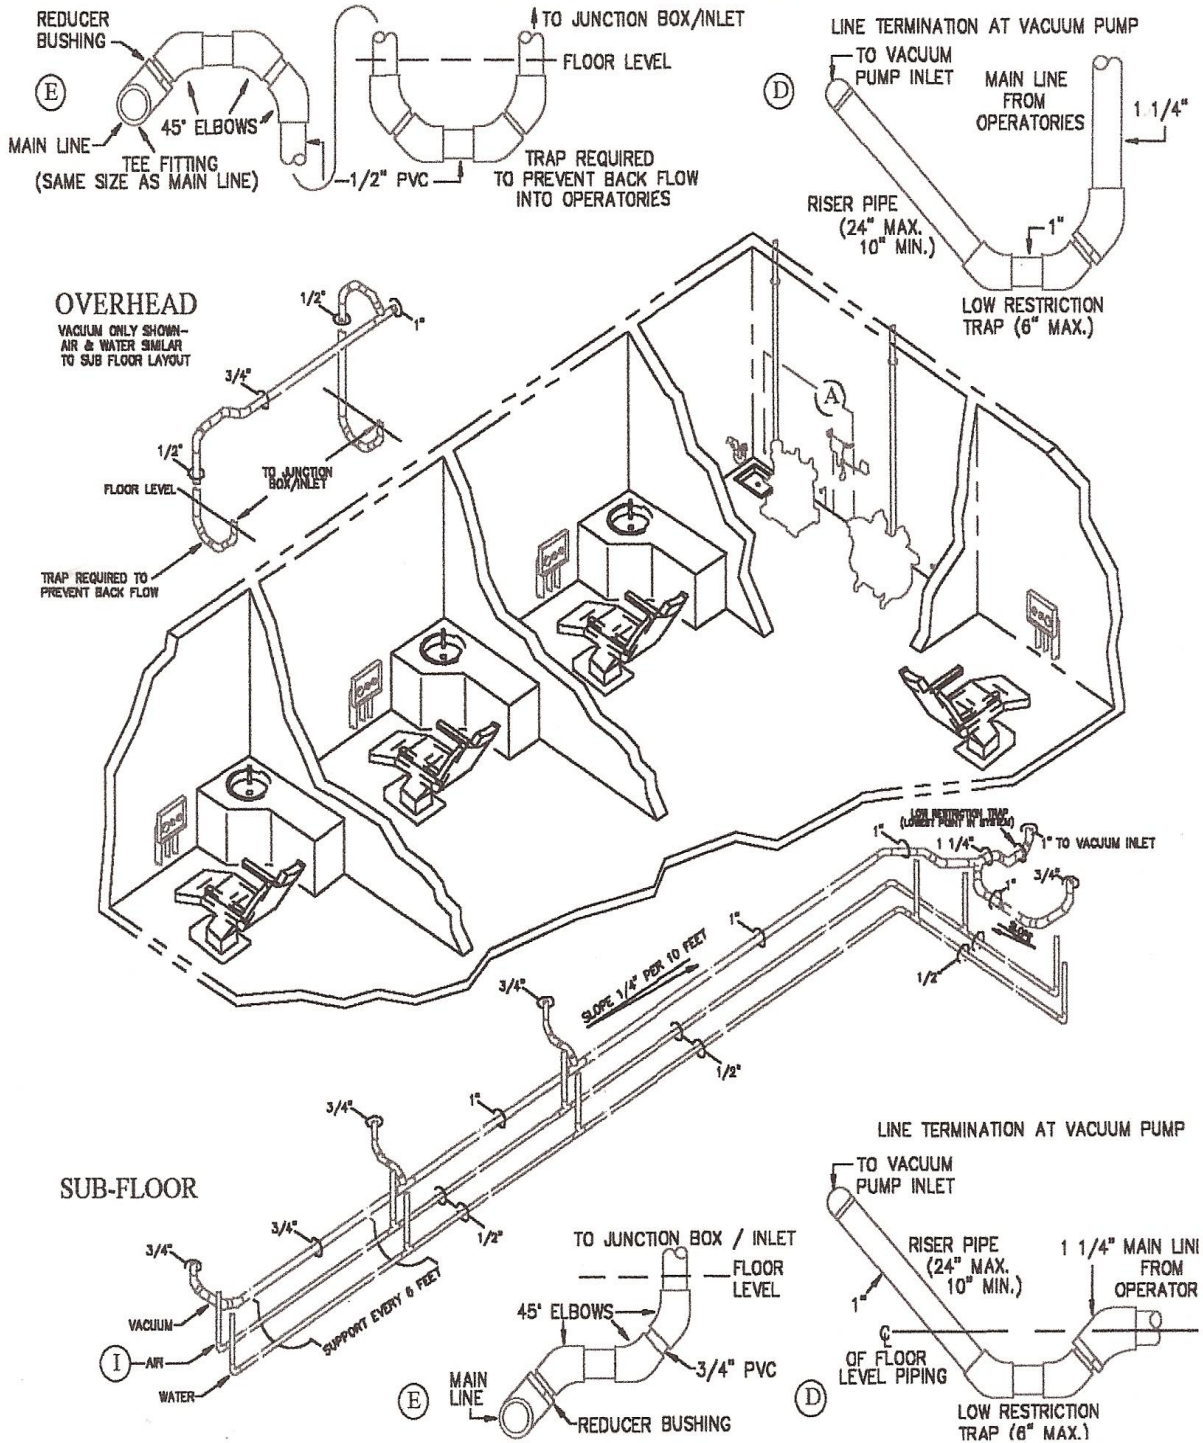 REDUCER
BUSHING
E
MAIN LINE
45° ELBOWS
TEE FITTING
(SAME SIZE AS MAIN LINE)
TO JUNCTION BOX/INLET
FLOOR LEVEL
1/2" PVC
TRAP REQUIRED
TO PREVENT BACK FLOW
INTO OPERATORIES
LINE TERMINATION AT VACUUM PUMP
TO VACUUM
PUMP INLET
D
MAIN LINE
FROM
OPERATORIES
1 1/4"
RISER PIPE
(24" MAX.
10" MIN.)
1"
LOW RESTRICTION
TRAP (6" MAX.)
OVERHEAD
VACUUM ONLY SHOWN-
AIR & WATER SIMILAR
TO SUB FLOOR LAYOUT
1/2"
1"
3/4"
1/2"
FLOOR LEVEL
TO JUNCTION
BOX/INLET
TRAP REQUIRED TO
PREVENT BACK FLOW
A
LOW RESTRICTION TRAP
(LOWEST POINT IN SYSTEM)
1"
1 1/4"
1" TO VACUUM INLET
3/4"
1"
SLOPE
1/2"
1"
SLOPE 1/4" PER 10 FEET
3/4"
1/2"
1"
3/4"
1/2"
3/4"
3/4"
SUPPORT EVERY 6 FEET
SUB-FLOOR
VACUUM
I
AIR
WATER
TO JUNCTION BOX / INLET
FLOOR
LEVEL
45° ELBOWS
3/4" PVC
MAIN
LINE
E
REDUCER BUSHING
LINE TERMINATION AT VACUUM PUMP
TO VACUUM
PUMP INLET
RISER PIPE
(24" MAX.
10" MIN.)
1"
1 1/4" MAIN LINE
FROM
OPERATOR
℄
OF FLOOR
LEVEL PIPING
D
LOW RESTRICTION
TRAP (6" MAX.)